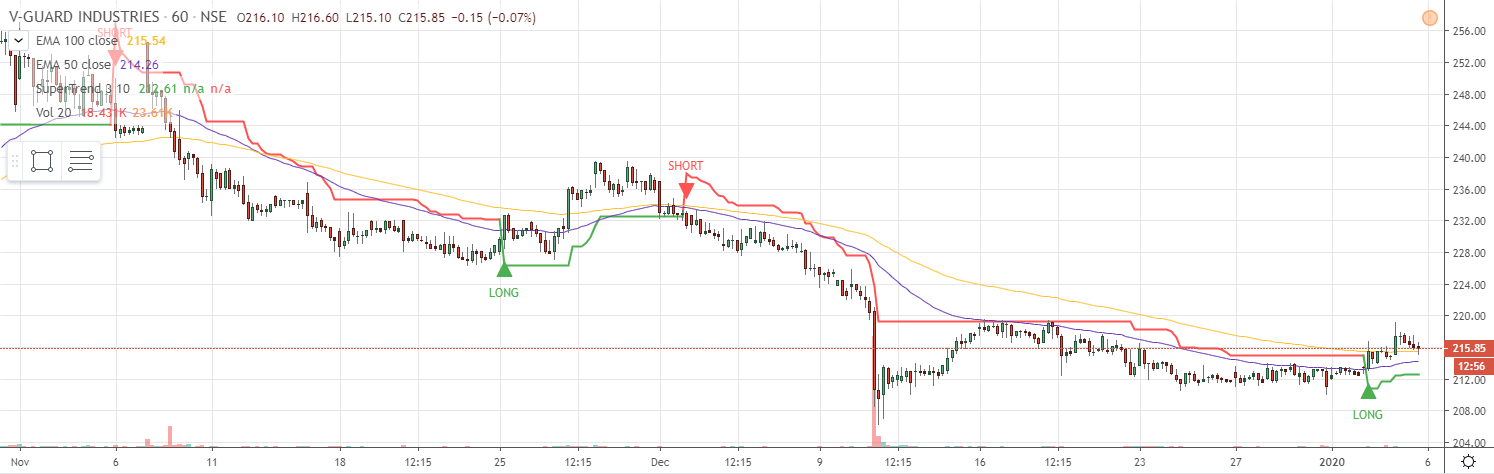 V-GUARD INDUSTRIES · 60 · NSE O216.10 H216.60 L215.10 C215.85 −0.15 (−0.07%)
SHORT
EMA 100 close 215.54
EMA 50 close 214.26
SuperTrend 3 10 212.61 n/a n/a
Vol 20 18.431K 23.61K
SHORT
LONG
LONG
256.00
252.00
248.00
244.00
240.00
236.00
232.00
228.00
224.00
220.00
215.85
12:56
212.00
208.00
204.00
Nov 6 11 18 12:15 25 12:15 Dec 12:15 9 12:15 16 12:15 23 27 2020 6